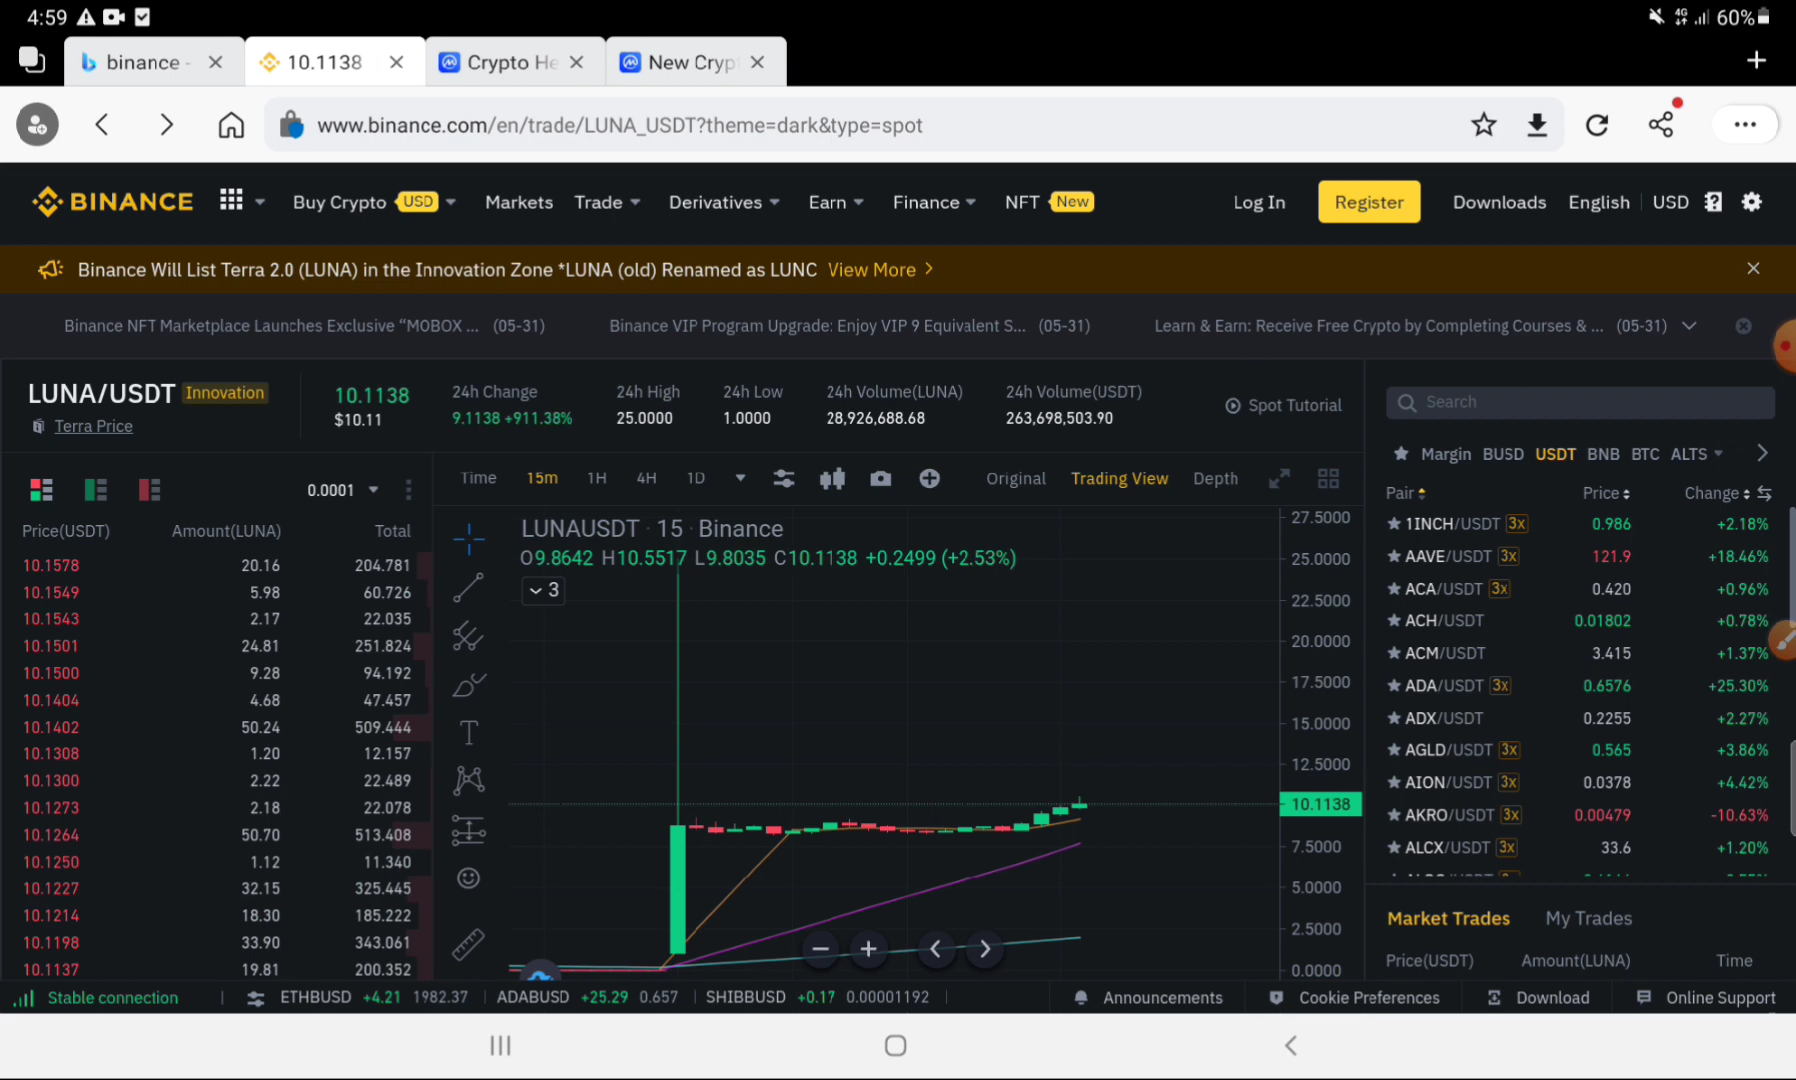 4:59
4G 60%
binance -
10.1138
Crypto He
New Cryp
www.binance.com/en/trade/LUNA_USDT?theme=dark&type=spot
BINANCE Buy Crypto USD Markets Trade Derivatives Earn Finance NFT New Log In Register Downloads English USD
Binance Will List Terra 2.0 (LUNA) in the Innovation Zone *LUNA (old) Renamed as LUNC View More
Binance NFT Marketplace Launches Exclusive “MOBOX ... (05-31) Binance VIP Program Upgrade: Enjoy VIP 9 Equivalent S... (05-31) Learn & Earn: Receive Free Crypto by Completing Courses & ... (05-31)
LUNA/USDT Innovation
Terra Price
10.1138
$10.11
24h Change
9.1138 +911.38%
24h High
25.0000
24h Low
1.0000
24h Volume(LUNA)
28,926,688.68
24h Volume(USDT)
263,698,503.90
Spot Tutorial
0.0001
Price(USDT) Amount(LUNA) Total
10.1578 20.16 204.781
10.1549 5.98 60.726
10.1543 2.17 22.035
10.1501 24.81 251.824
10.1500 9.28 94.192
10.1404 4.68 47.457
10.1402 50.24 509.444
10.1308 1.20 12.157
10.1300 2.22 22.489
10.1273 2.18 22.078
10.1264 50.70 513.408
10.1250 1.12 11.340
10.1227 32.15 325.445
10.1214 18.30 185.222
10.1198 33.90 343.061
10.1137 19.81 200.352
Time 15m 1H 4H 1D Original Trading View Depth
LUNAUSDT · 15 · Binance
O9.8642 H10.5517 L9.8035 C10.1138 +0.2499 (+2.53%)
3
27.5000
25.0000
22.5000
20.0000
17.5000
15.0000
12.5000
10.1138
7.5000
5.0000
2.5000
0.0000
Search
Margin BUSD USDT BNB BTC ALTS
Pair Price Change
1INCH/USDT 3x 0.986 +2.18%
AAVE/USDT 3x 121.9 +18.46%
ACA/USDT 3x 0.420 +0.96%
ACH/USDT 0.01802 +0.78%
ACM/USDT 3.415 +1.37%
ADA/USDT 3x 0.6576 +25.30%
ADX/USDT 0.2255 +2.27%
AGLD/USDT 3x 0.565 +3.86%
AION/USDT 3x 0.0378 +4.42%
AKRO/USDT 3x 0.00479 -10.63%
ALCX/USDT 3x 33.6 +1.20%
Market Trades My Trades
Price(USDT) Amount(LUNA) Time
Stable connection ETHBUSD +4.21 1982.37 ADABUSD +25.29 0.657 SHIBBUSD +0.17 0.00001192 Announcements Cookie Preferences Download Online Support